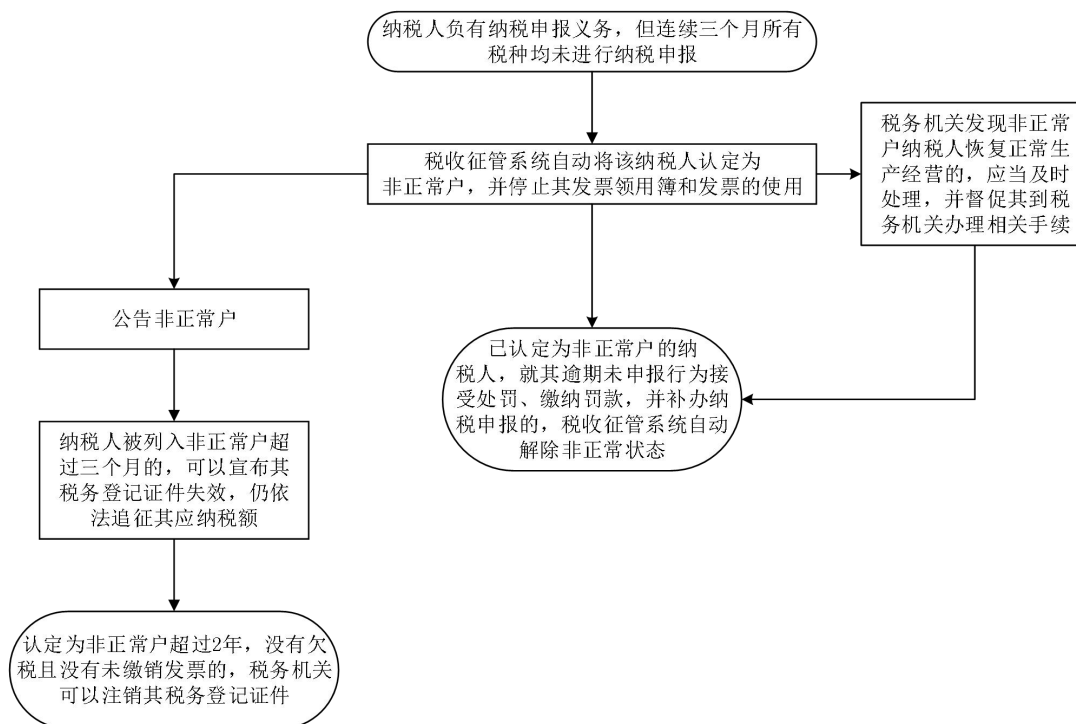 纳税人负有纳税申报义务，但连续三个月所有
税种均未进行纳税申报
税收征管系统自动将该纳税人认定为
非正常户，并停止其发票领用簿和发票的使用
税务机关发现非正常
户纳税人恢复正常生
产经营的，应当及时
处理，并督促其到税
务机关办理相关手续
公告非正常户
已认定为非正常户的纳
税人，就其逾期未申报行为接
受处罚、缴纳罚款，并补办纳
税申报的，税收征管系统自动
解除非正常状态
纳税人被列入非正常户超
过三个月的，可以宣布其
税务登记证件失效，仍依
法追征其应纳税额
认定为非正常户超过2年，没有欠
税且没有未缴销发票的，税务机关
可以注销其税务登记证件